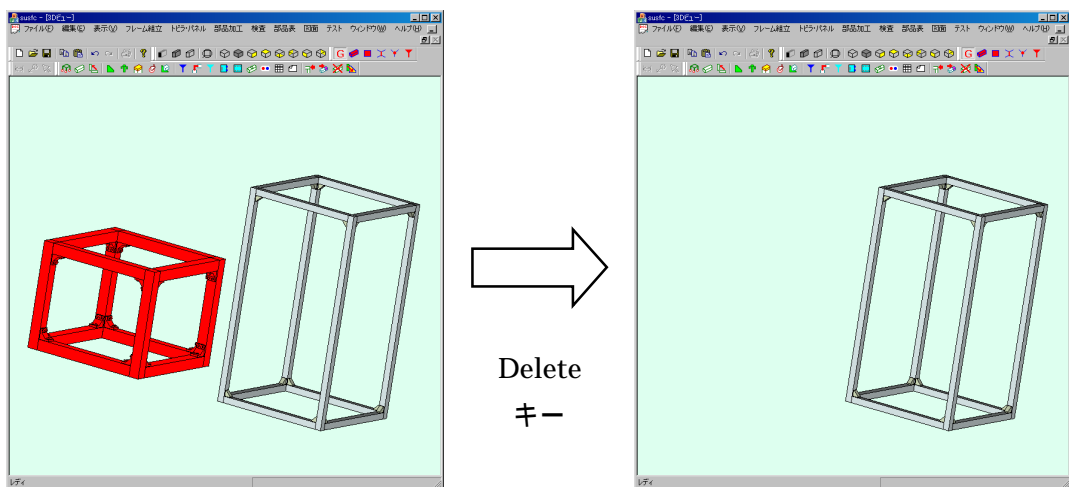 susfc - [3Dビュー]
ファイル(F) 編集(E) 表示(V) フレーム組立 トビラ・パネル 部品加工 検査 部品表 図面 テスト ウィンドウ(W) ヘルプ(H)
レディ
Delete
キー
susfc - [3Dビュー]
ファイル(F) 編集(E) 表示(V) フレーム組立 トビラ・パネル 部品加工 検査 部品表 図面 テスト ウィンドウ(W) ヘルプ(H)
レディ